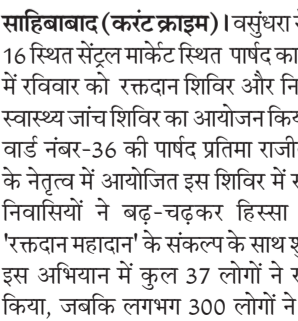 साहिबाबाद (करंट क्राइम)। वसुंधरा
16 स्थित सेंट्रल मार्केट स्थित पार्षद का
में रविवार को रक्तदान शिविर और नि
स्वास्थ्य जांच शिविर का आयोजन किय
वार्ड नंबर-36 की पार्षद प्रतिमा राजी
के नेतृत्व में आयोजित इस शिविर में
निवासियों ने बढ़-चढ़कर हिस्सा
'रक्तदान महादान' के संकल्प के साथ
इस अभियान में कुल 37 लोगों ने
किया, जबकि लगभग 300 लोगों ने